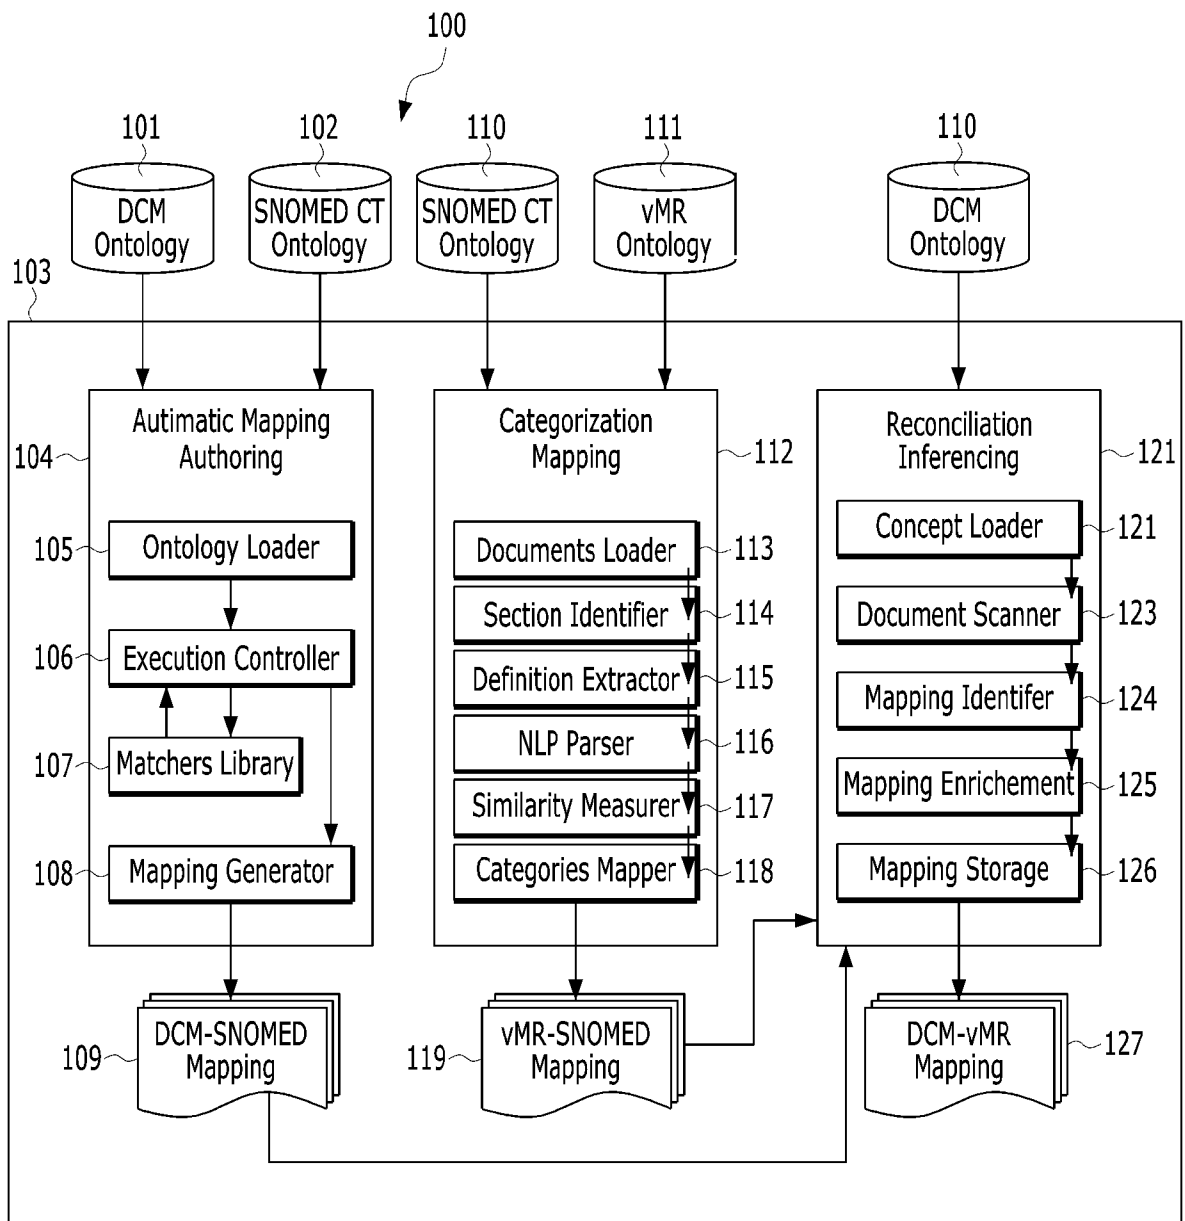 100
101
102
110
111
110
DCM
Ontology
SNOMED CT
Ontology
SNOMED CT
Ontology
vMR
Ontology
DCM
Ontology
103
104
Autimatic Mapping
Authoring
105
Ontology Loader
106
Execution Controller
107
Matchers Library
108
Mapping Generator
109
DCM-SNOMED
Mapping
Categorization
Mapping
112
Documents Loader
113
Section Identifier
114
Definition Extractor
115
NLP Parser
116
Similarity Measurer
117
Categories Mapper
118
119
vMR-SNOMED
Mapping
Reconciliation
Inferencing
121
Concept Loader
121
Document Scanner
123
Mapping Identifer
124
Mapping Enrichement
125
Mapping Storage
126
DCM-vMR
Mapping
127